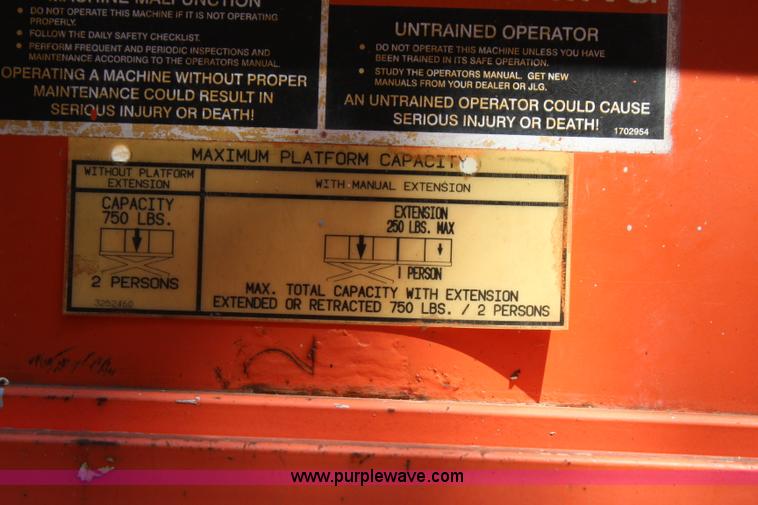 MACHINE MALFUNCTION
• DO NOT OPERATE THIS MACHINE IF IT IS NOT OPERATING
PROPERLY.
• FOLLOW THE DAILY SAFETY CHECKLIST.
• PERFORM FREQUENT AND PERIODIC INSPECTIONS AND
MAINTENANCE ACCORDING TO THE OPERATORS MANUAL.
OPERATING A MACHINE WITHOUT PROPER
MAINTENANCE COULD RESULT IN
SERIOUS INJURY OR DEATH!
UNTRAINED OPERATOR
• DO NOT OPERATE THIS MACHINE UNLESS YOU HAVE
BEEN TRAINED IN ITS SAFE OPERATION.
• STUDY THE OPERATORS MANUAL. GET NEW
MANUALS FROM YOUR DEALER OR JLG.
AN UNTRAINED OPERATOR COULD CAUSE
SERIOUS INJURY OR DEATH!
1702954
MAXIMUM PLATFORM CAPACITY
WITHOUT PLATFORM
EXTENSION
CAPACITY
750 LBS.
2 PERSONS
3252460
WITH MANUAL EXTENSION
EXTENSION
250 LBS. MAX
1 PERSON
MAX. TOTAL CAPACITY WITH EXTENSION
EXTENDED OR RETRACTED 750 LBS. / 2 PERSONS
www.purplewave.com